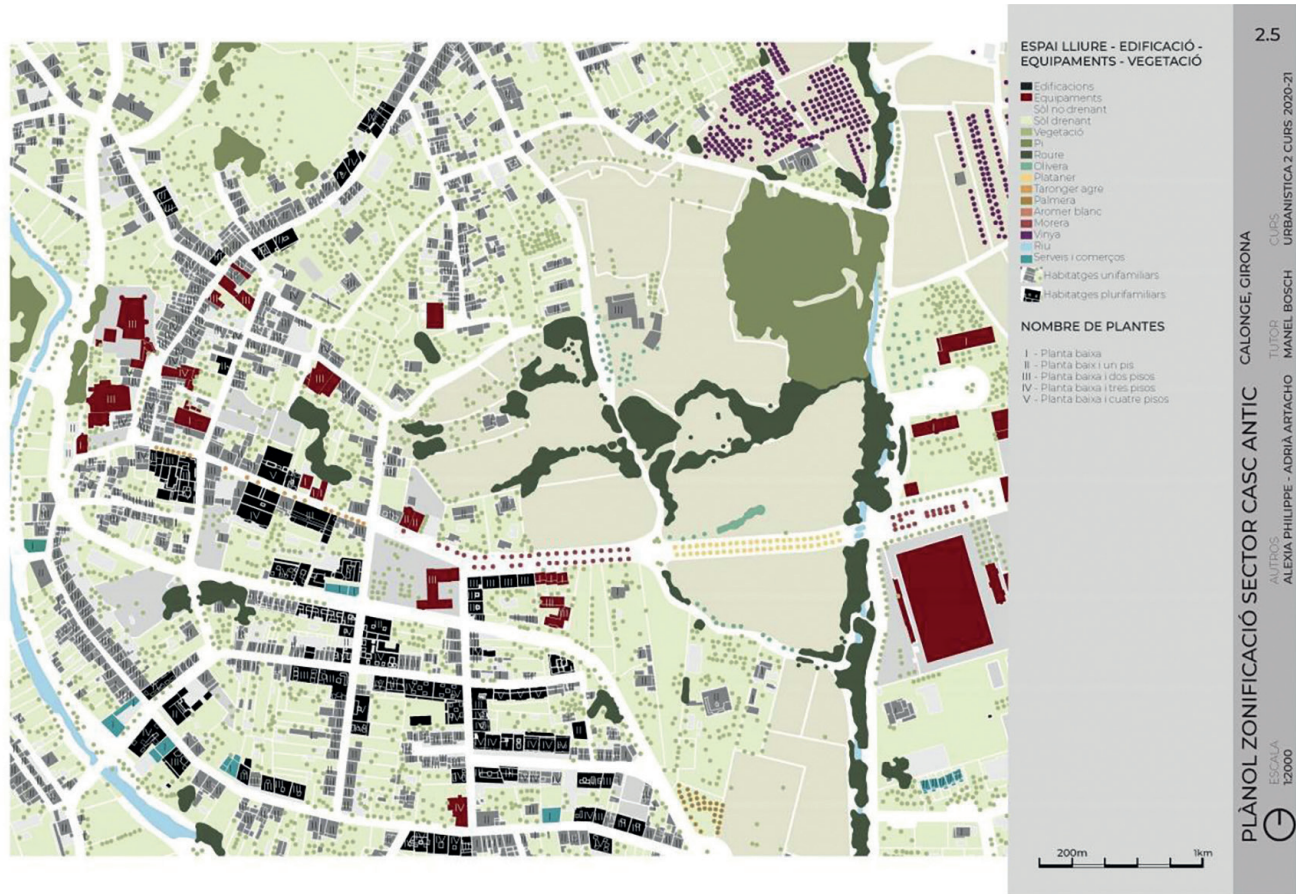 ESPAI LLIURE - EDIFICACIÓ -
EQUIPAMENTS - VEGETACIÓ
Edificacions
Equipaments
Sòl no drenant
Sòl drenant
Vegetació
Pi
Roure
Olivera
Plataner
Taronger agre
Palmera
Aromer blanc
Morera
Vinya
Riu
Serveis i comerços
Habitatges unifamiliars
Habitatges plurifamiliars
NOMBRE DE PLANTES
I - Planta baixa
II - Planta baix i un pis
III - Planta baixa i dos pisos
IV - Planta baixa i tres pisos
V - Planta baixa i cuatre pisos
200m
1km
2.5
PLÀNOL ZONIFICACIÓ SECTOR CASC ANTIC
CALONGE, GIRONA
ESCALA
1:2000
AUTROS
ALEXIA PHILIPPE - ADRIÀ ARTACHO
TUTOR
MANEL BOSCH
CURS
URBANISTICA 2 CURS 2020-21